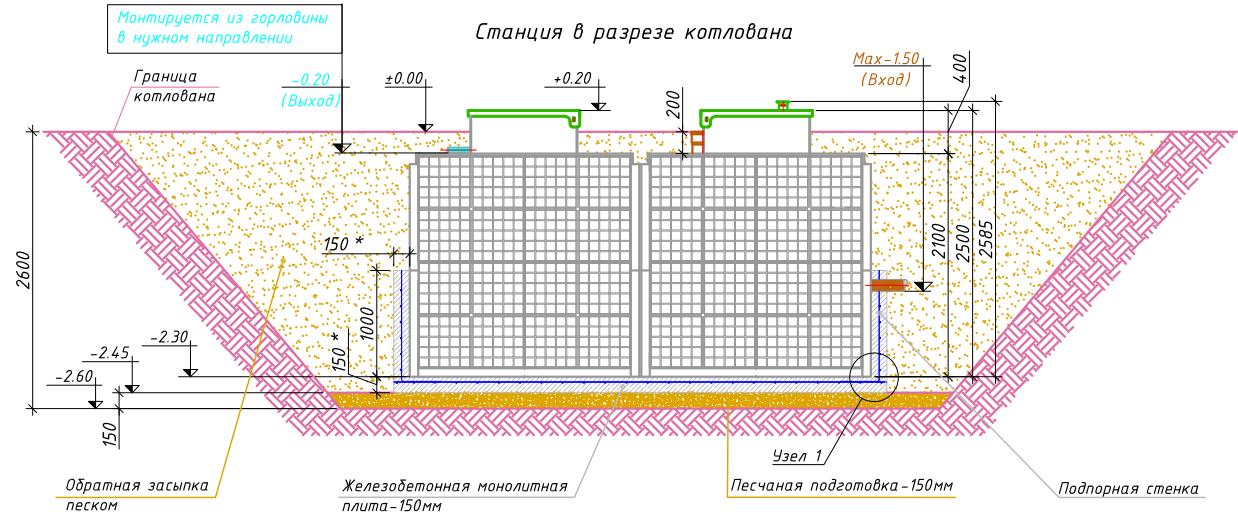 Монтируется из горловины
в нужном направлении
Станция в разрезе котлована
Граница
котлована
-0.20
(Выход)
±0.00
+0.20
200
Max-1.50
(Вход)
400
2600
150 *
1000
150 *
2100
2500
2585
-2.30
-2.45
-2.60
150
Узел 1
Обратная засыпка
песком
Железобетонная монолитная
плита-150мм
Песчаная подготовка-150мм
Подпорная стенка